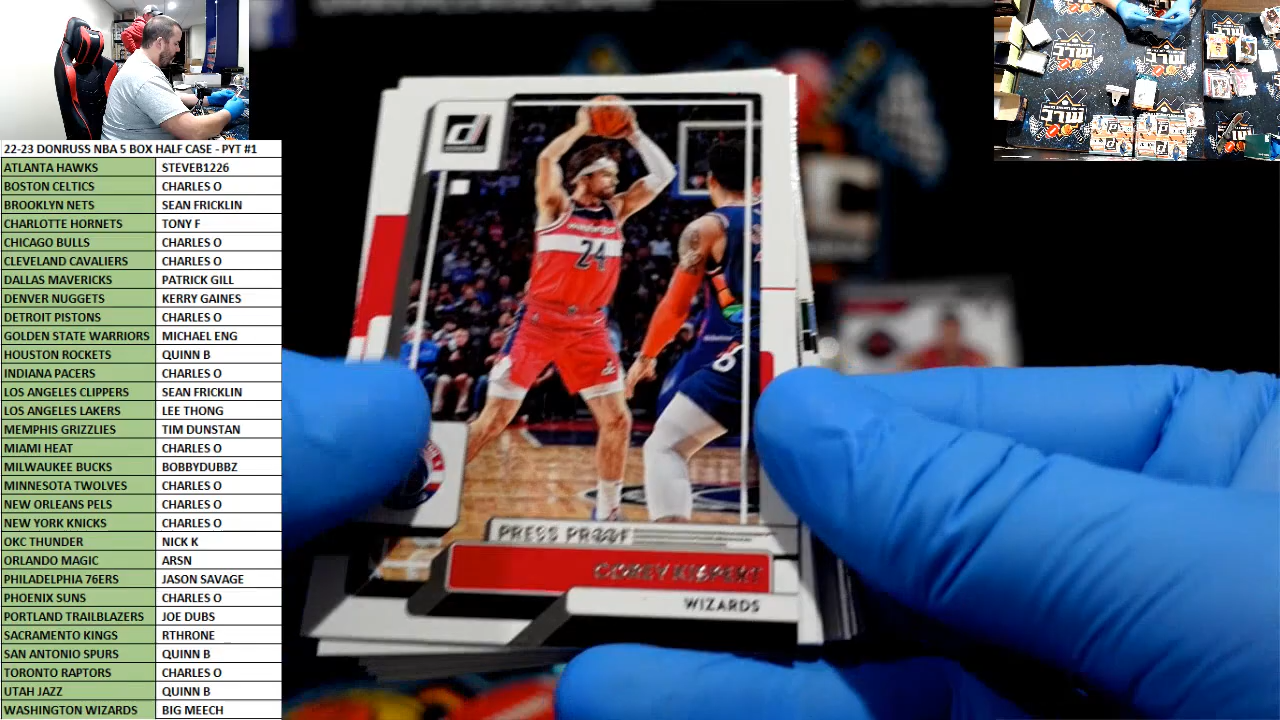 22-23 DONRUSS NBA 5 BOX HALF CASE - PYT #1
ATLANTA HAWKS STEVEB1226
BOSTON CELTICS CHARLES O
BROOKLYN NETS SEAN FRICKLIN
CHARLOTTE HORNETS TONY F
CHICAGO BULLS CHARLES O
CLEVELAND CAVALIERS CHARLES O
DALLAS MAVERICKS PATRICK GILL
DENVER NUGGETS KERRY GAINES
DETROIT PISTONS CHARLES O
GOLDEN STATE WARRIORS MICHAEL ENG
HOUSTON ROCKETS QUINN B
INDIANA PACERS CHARLES O
LOS ANGELES CLIPPERS SEAN FRICKLIN
LOS ANGELES LAKERS LEE THONG
MEMPHIS GRIZZLIES TIM DUNSTAN
MIAMI HEAT CHARLES O
MILWAUKEE BUCKS BOBBYDUBBZ
MINNESOTA TWOLVES CHARLES O
NEW ORLEANS PELS CHARLES O
NEW YORK KNICKS CHARLES O
OKC THUNDER NICK K
ORLANDO MAGIC ARSN
PHILADELPHIA 76ERS JASON SAVAGE
PHOENIX SUNS CHARLES O
PORTLAND TRAILBLAZERS JOE DUBS
SACRAMENTO KINGS RTHRONE
SAN ANTONIO SPURS QUINN B
TORONTO RAPTORS CHARLES O
UTAH JAZZ QUINN B
WASHINGTON WIZARDS BIG MEECH
24
PRESS PROOF
COREY KISPERT
WIZARDS